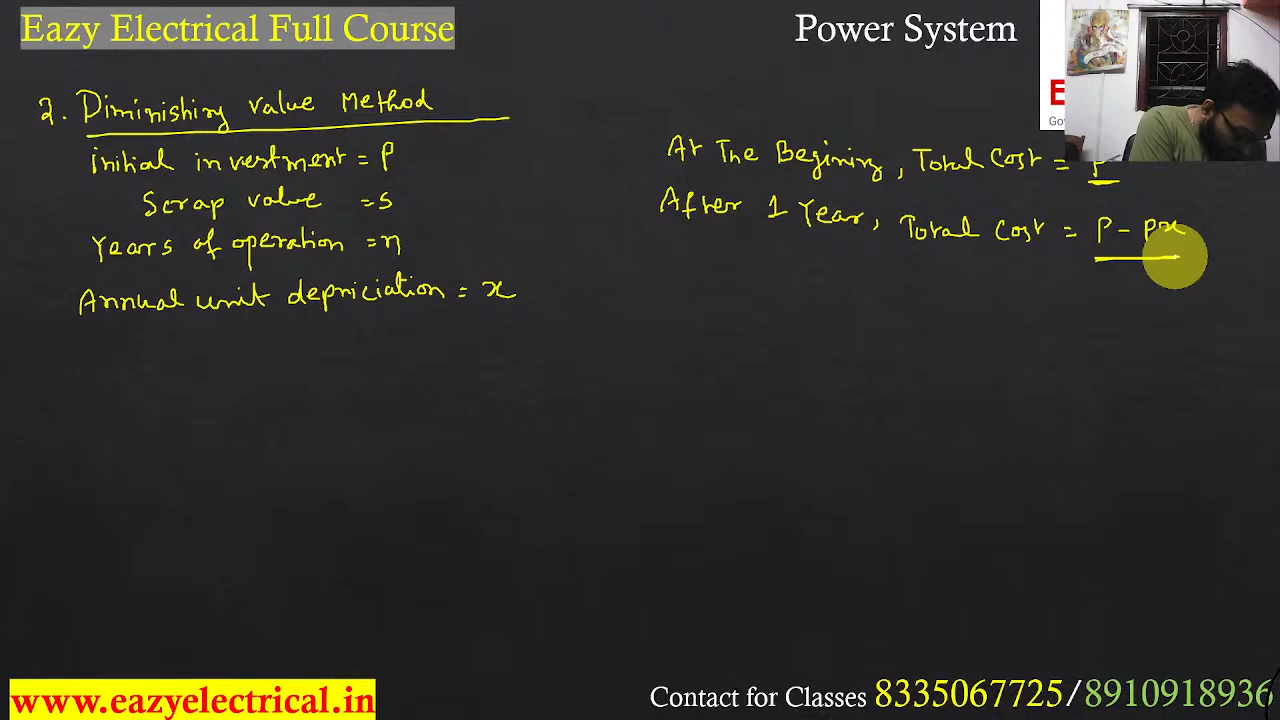 Eazy Electrical Full Course
Power System
2. Diminishing value Method
Initial investment = P
Scrap value = s
Years of operation = n
Annual unit depriciation = x
At The Begining, Total Cost = P
After 1 Year, Total Cost = P - Px
www.eazyelectrical.in
Contact for Classes 8335067725/8910918936